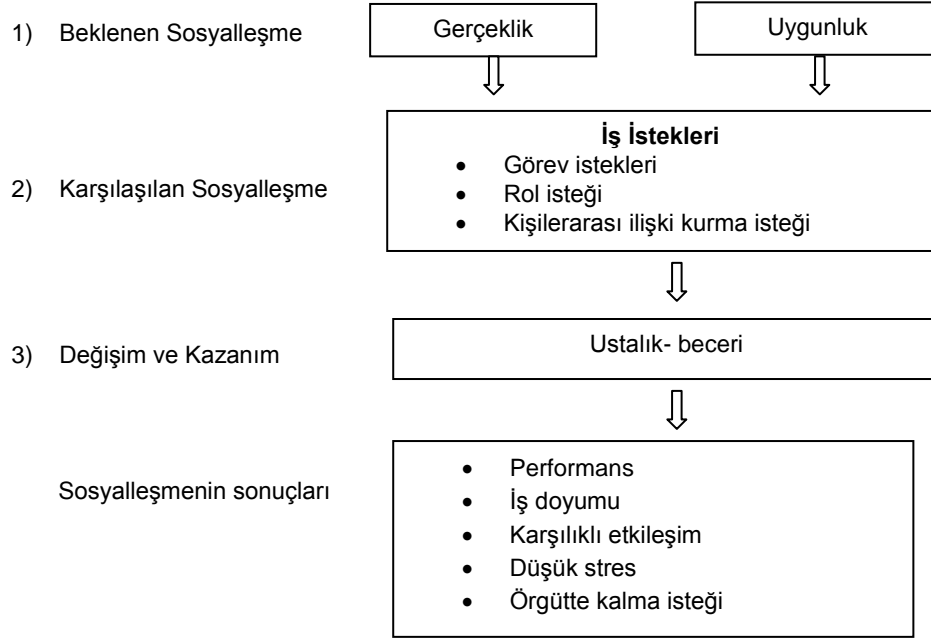 1) Beklenen Sosyalleşme
Gerçeklik
Uygunluk
2) Karşılaşılan Sosyalleşme
İş İstekleri
• Görev istekleri
• Rol isteği
• Kişilerarası ilişki kurma isteği
3) Değişim ve Kazanım
Ustalık- beceri
Sosyalleşmenin sonuçları
• Performans
• İş doyumu
• Karşılıklı etkileşim
• Düşük stres
• Örgütte kalma isteği